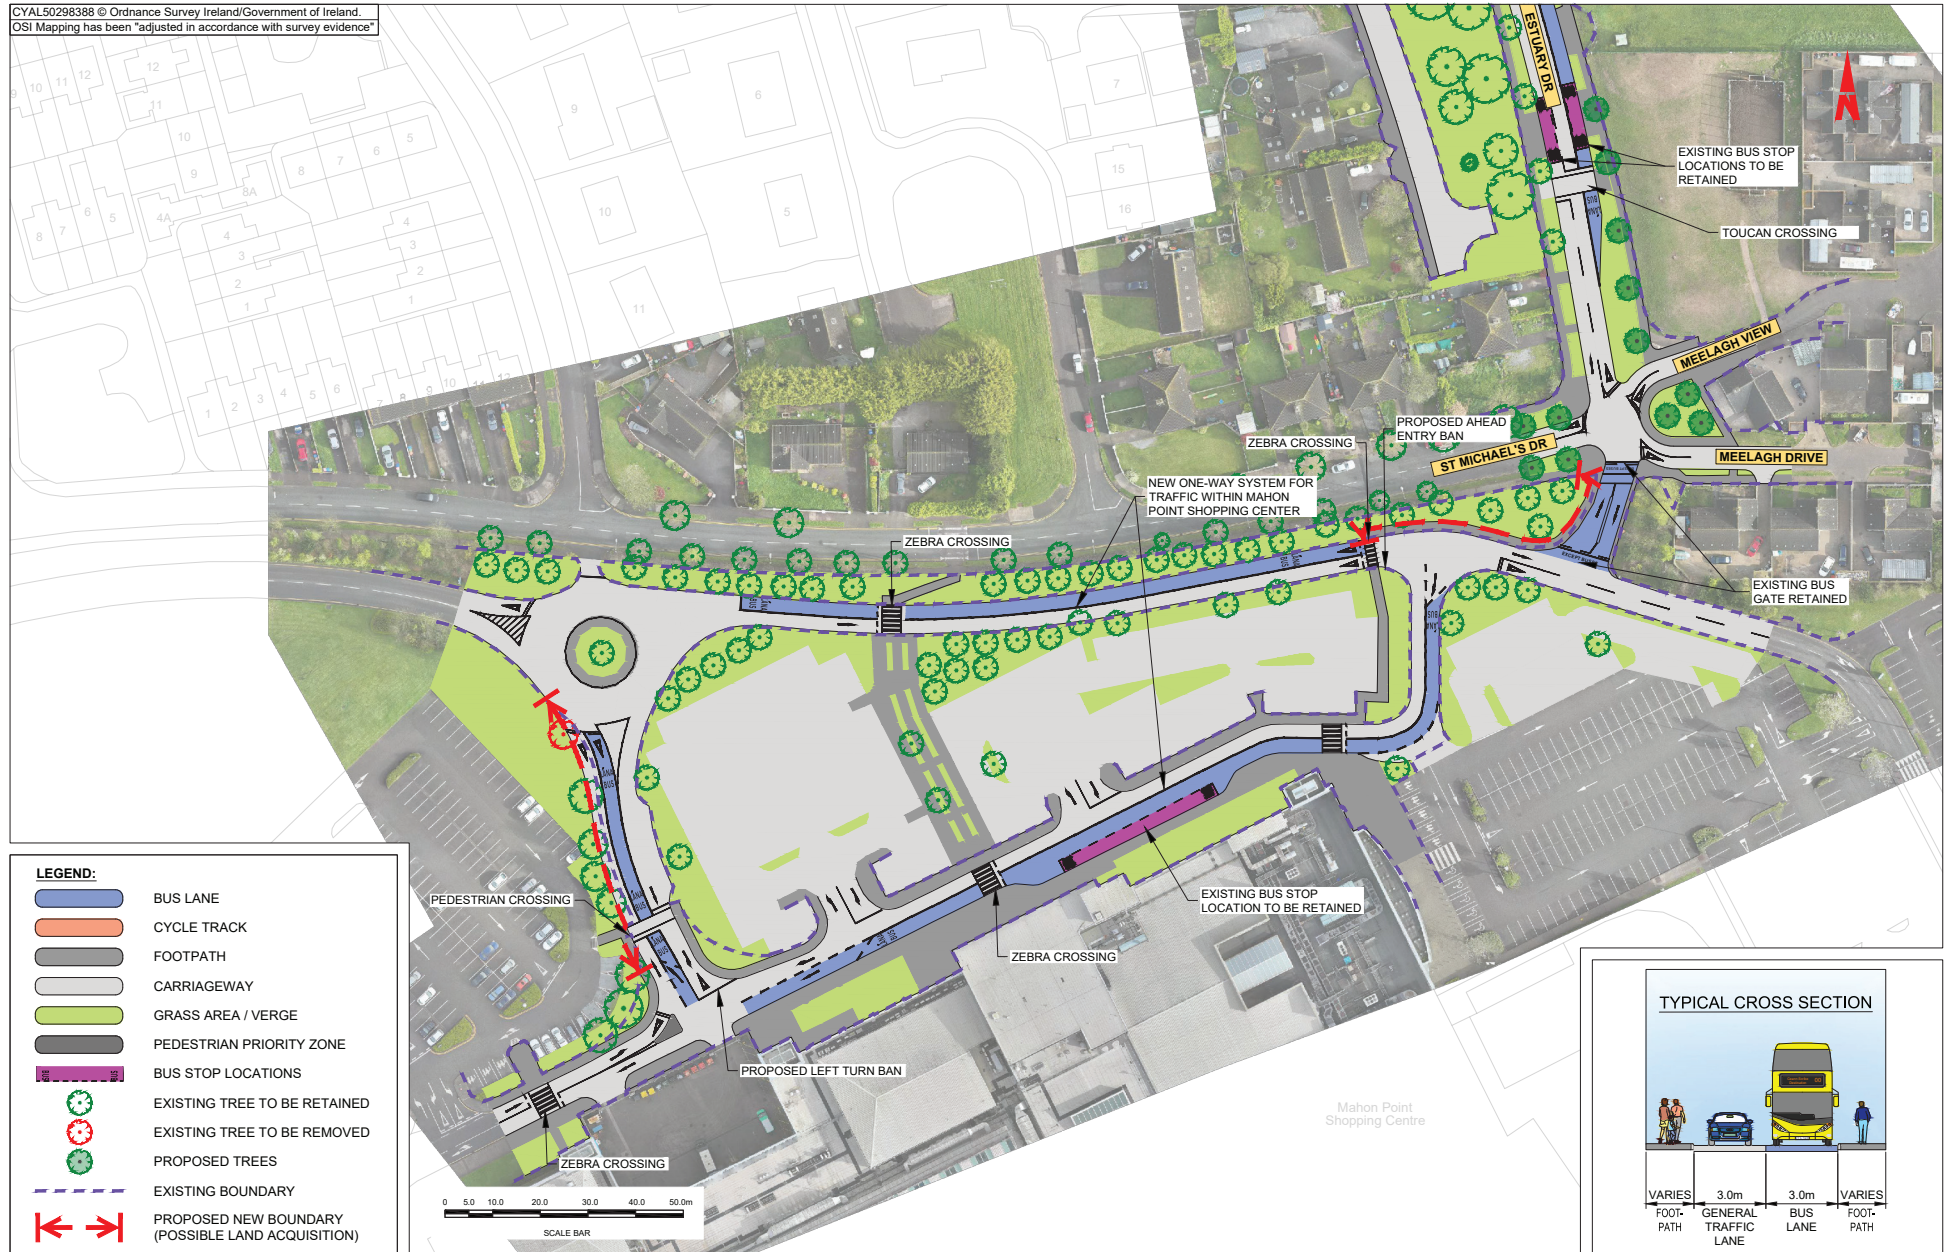 CYAL50298388 © Ordnance Survey Ireland/Government of Ireland.
OSI Mapping has been "adjusted in accordance with survey evidence"
ESTUARY DR
EXISTING BUS STOP
LOCATIONS TO BE
RETAINED
TOUCAN CROSSING
MEELAGH VIEW
PROPOSED AHEAD
ENTRY BAN
ZEBRA CROSSING
ST MICHAEL'S DR
MEELAGH DRIVE
NEW ONE-WAY SYSTEM FOR
TRAFFIC WITHIN MAHON
POINT SHOPPING CENTER
ZEBRA CROSSING
EXISTING BUS
GATE RETAINED
PEDESTRIAN CROSSING
EXISTING BUS STOP
LOCATION TO BE RETAINED
ZEBRA CROSSING
PROPOSED LEFT TURN BAN
ZEBRA CROSSING
Mahon Point
Shopping Centre
LEGEND:
BUS LANE
CYCLE TRACK
FOOTPATH
CARRIAGEWAY
GRASS AREA / VERGE
PEDESTRIAN PRIORITY ZONE
BUS STOP LOCATIONS
EXISTING TREE TO BE RETAINED
EXISTING TREE TO BE REMOVED
PROPOSED TREES
EXISTING BOUNDARY
PROPOSED NEW BOUNDARY
(POSSIBLE LAND ACQUISITION)
0 5.0 10.0 20.0 30.0 40.0 50.0m
SCALE BAR
TYPICAL CROSS SECTION
VARIES 3.0m 3.0m VARIES
FOOT- GENERAL BUS FOOT-
PATH TRAFFIC LANE PATH
LANE